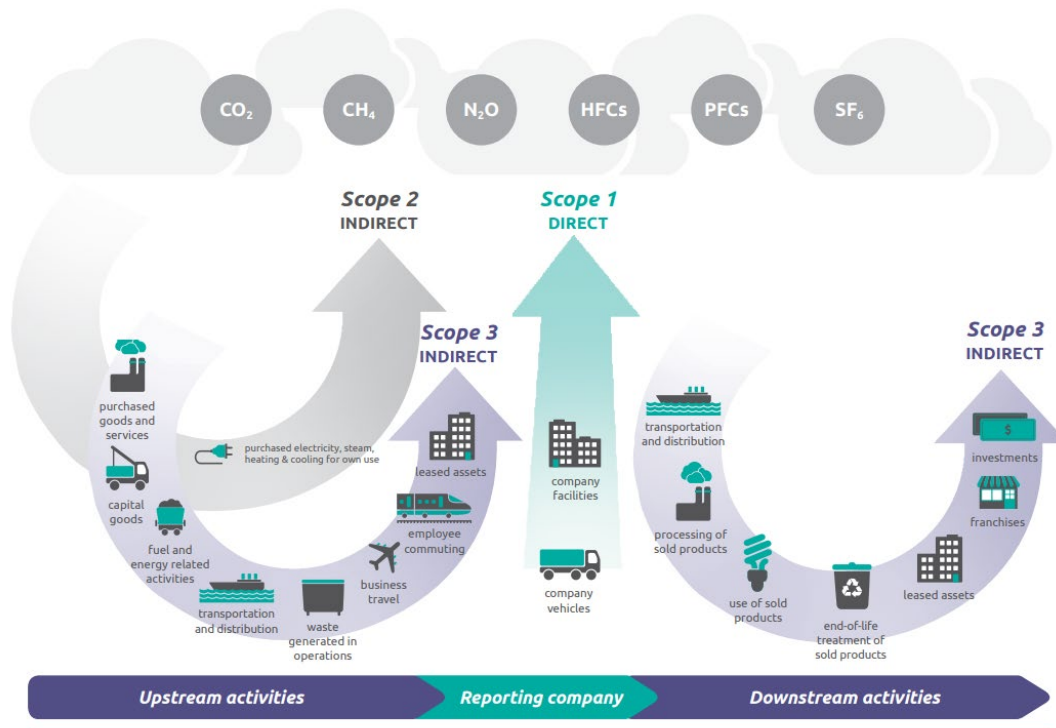 CO₂
CH₄
N₂O
HFCs
PFCs
SF₆
Scope 2
INDIRECT
Scope 1
DIRECT
Scope 3
INDIRECT
Scope 3
INDIRECT
purchased
goods and
services
capital
goods
fuel and
energy related
activities
purchased electricity, steam,
heating & cooling for own use
transportation
and distribution
waste
generated in
operations
business
travel
employee
commuting
leased assets
company
facilities
company
vehicles
transportation
and distribution
processing of
sold products
use of sold
products
end-of-life
treatment of
sold products
leased assets
franchises
$
investments
Upstream activities
Reporting company
Downstream activities